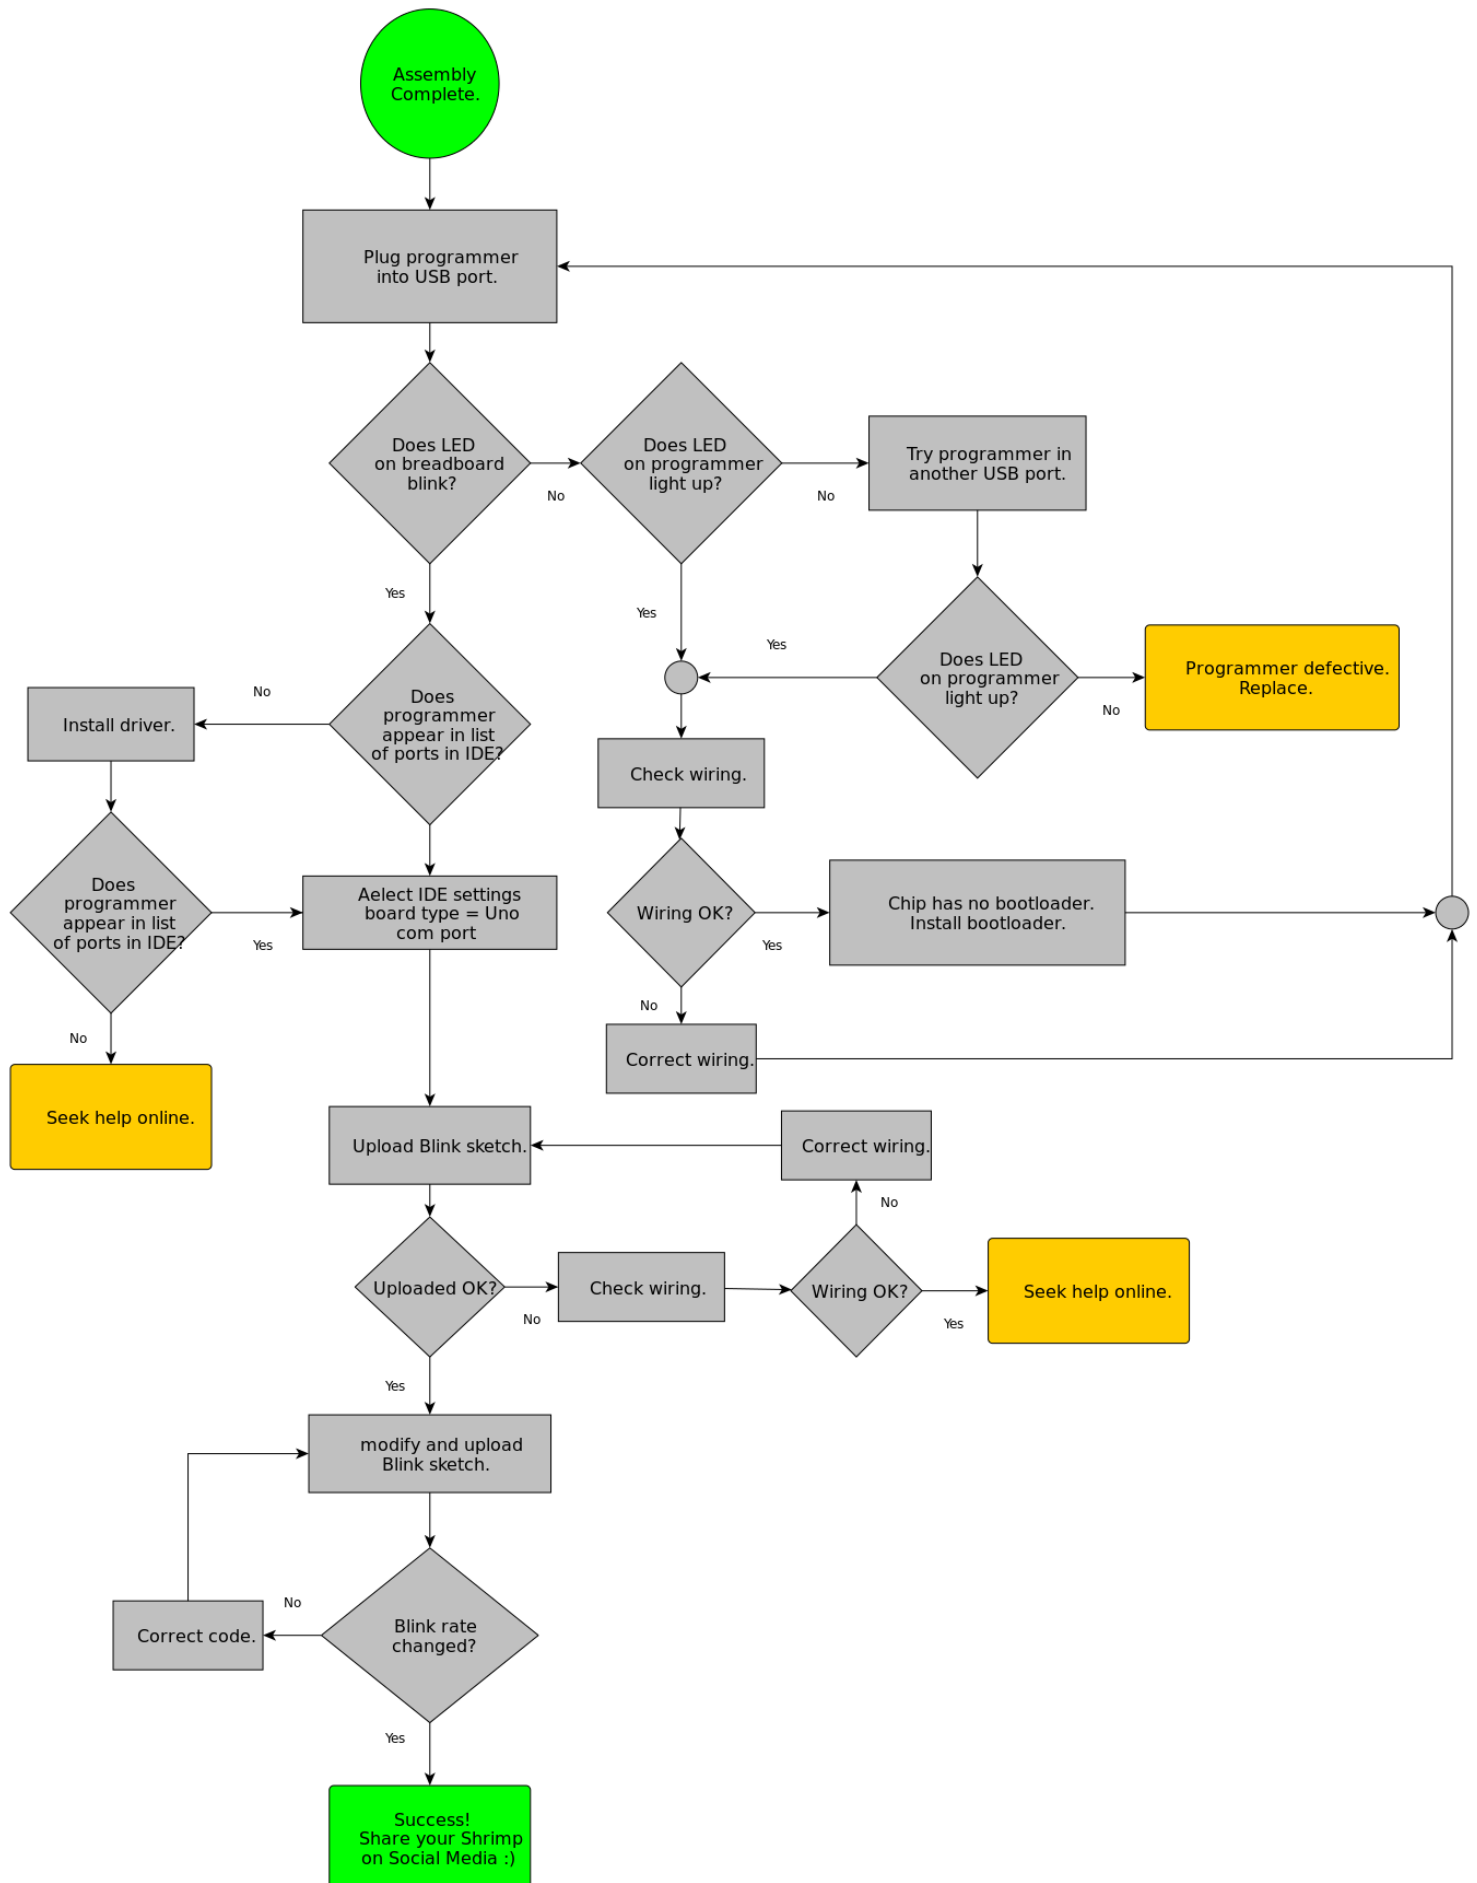 Assembly
Complete.
Plug programmer
into USB port.
Does LED
on breadboard
blink?
No
Does LED
on programmer
light up?
No
Try programmer in
another USB port.
Yes
Yes
Yes
Does LED
on programmer
light up?
No
Programmer defective.
Replace.
Does
programmer
appear in list
of ports in IDE?
No
Install driver.
Check wiring.
Does
programmer
appear in list
of ports in IDE?
Yes
Aelect IDE settings
board type = Uno
com port
Wiring OK?
Yes
Chip has no bootloader.
Install bootloader.
No
Correct wiring.
No
Seek help online.
Upload Blink sketch.
Correct wiring.
No
Uploaded OK?
No
Check wiring.
Wiring OK?
Yes
Seek help online.
Yes
modify and upload
Blink sketch.
Blink rate
changed?
No
Correct code.
Yes
Success!
Share your Shrimp
on Social Media :)